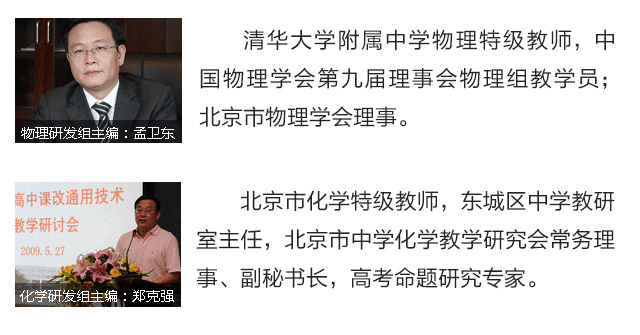 清华大学附属中学物理特级教师，中
国物理学会第九届理事会物理组教学员；
北京市物理学会理事。
物理研发组主编：孟卫东
高中课改通用技术
教学研讨会
2009.5.27
化学研发组主编：郑克强
北京市化学特级教师，东城区中学教研
室主任，北京市中学化学教学研究会常务理
事、副秘书长，高考命题研究专家。